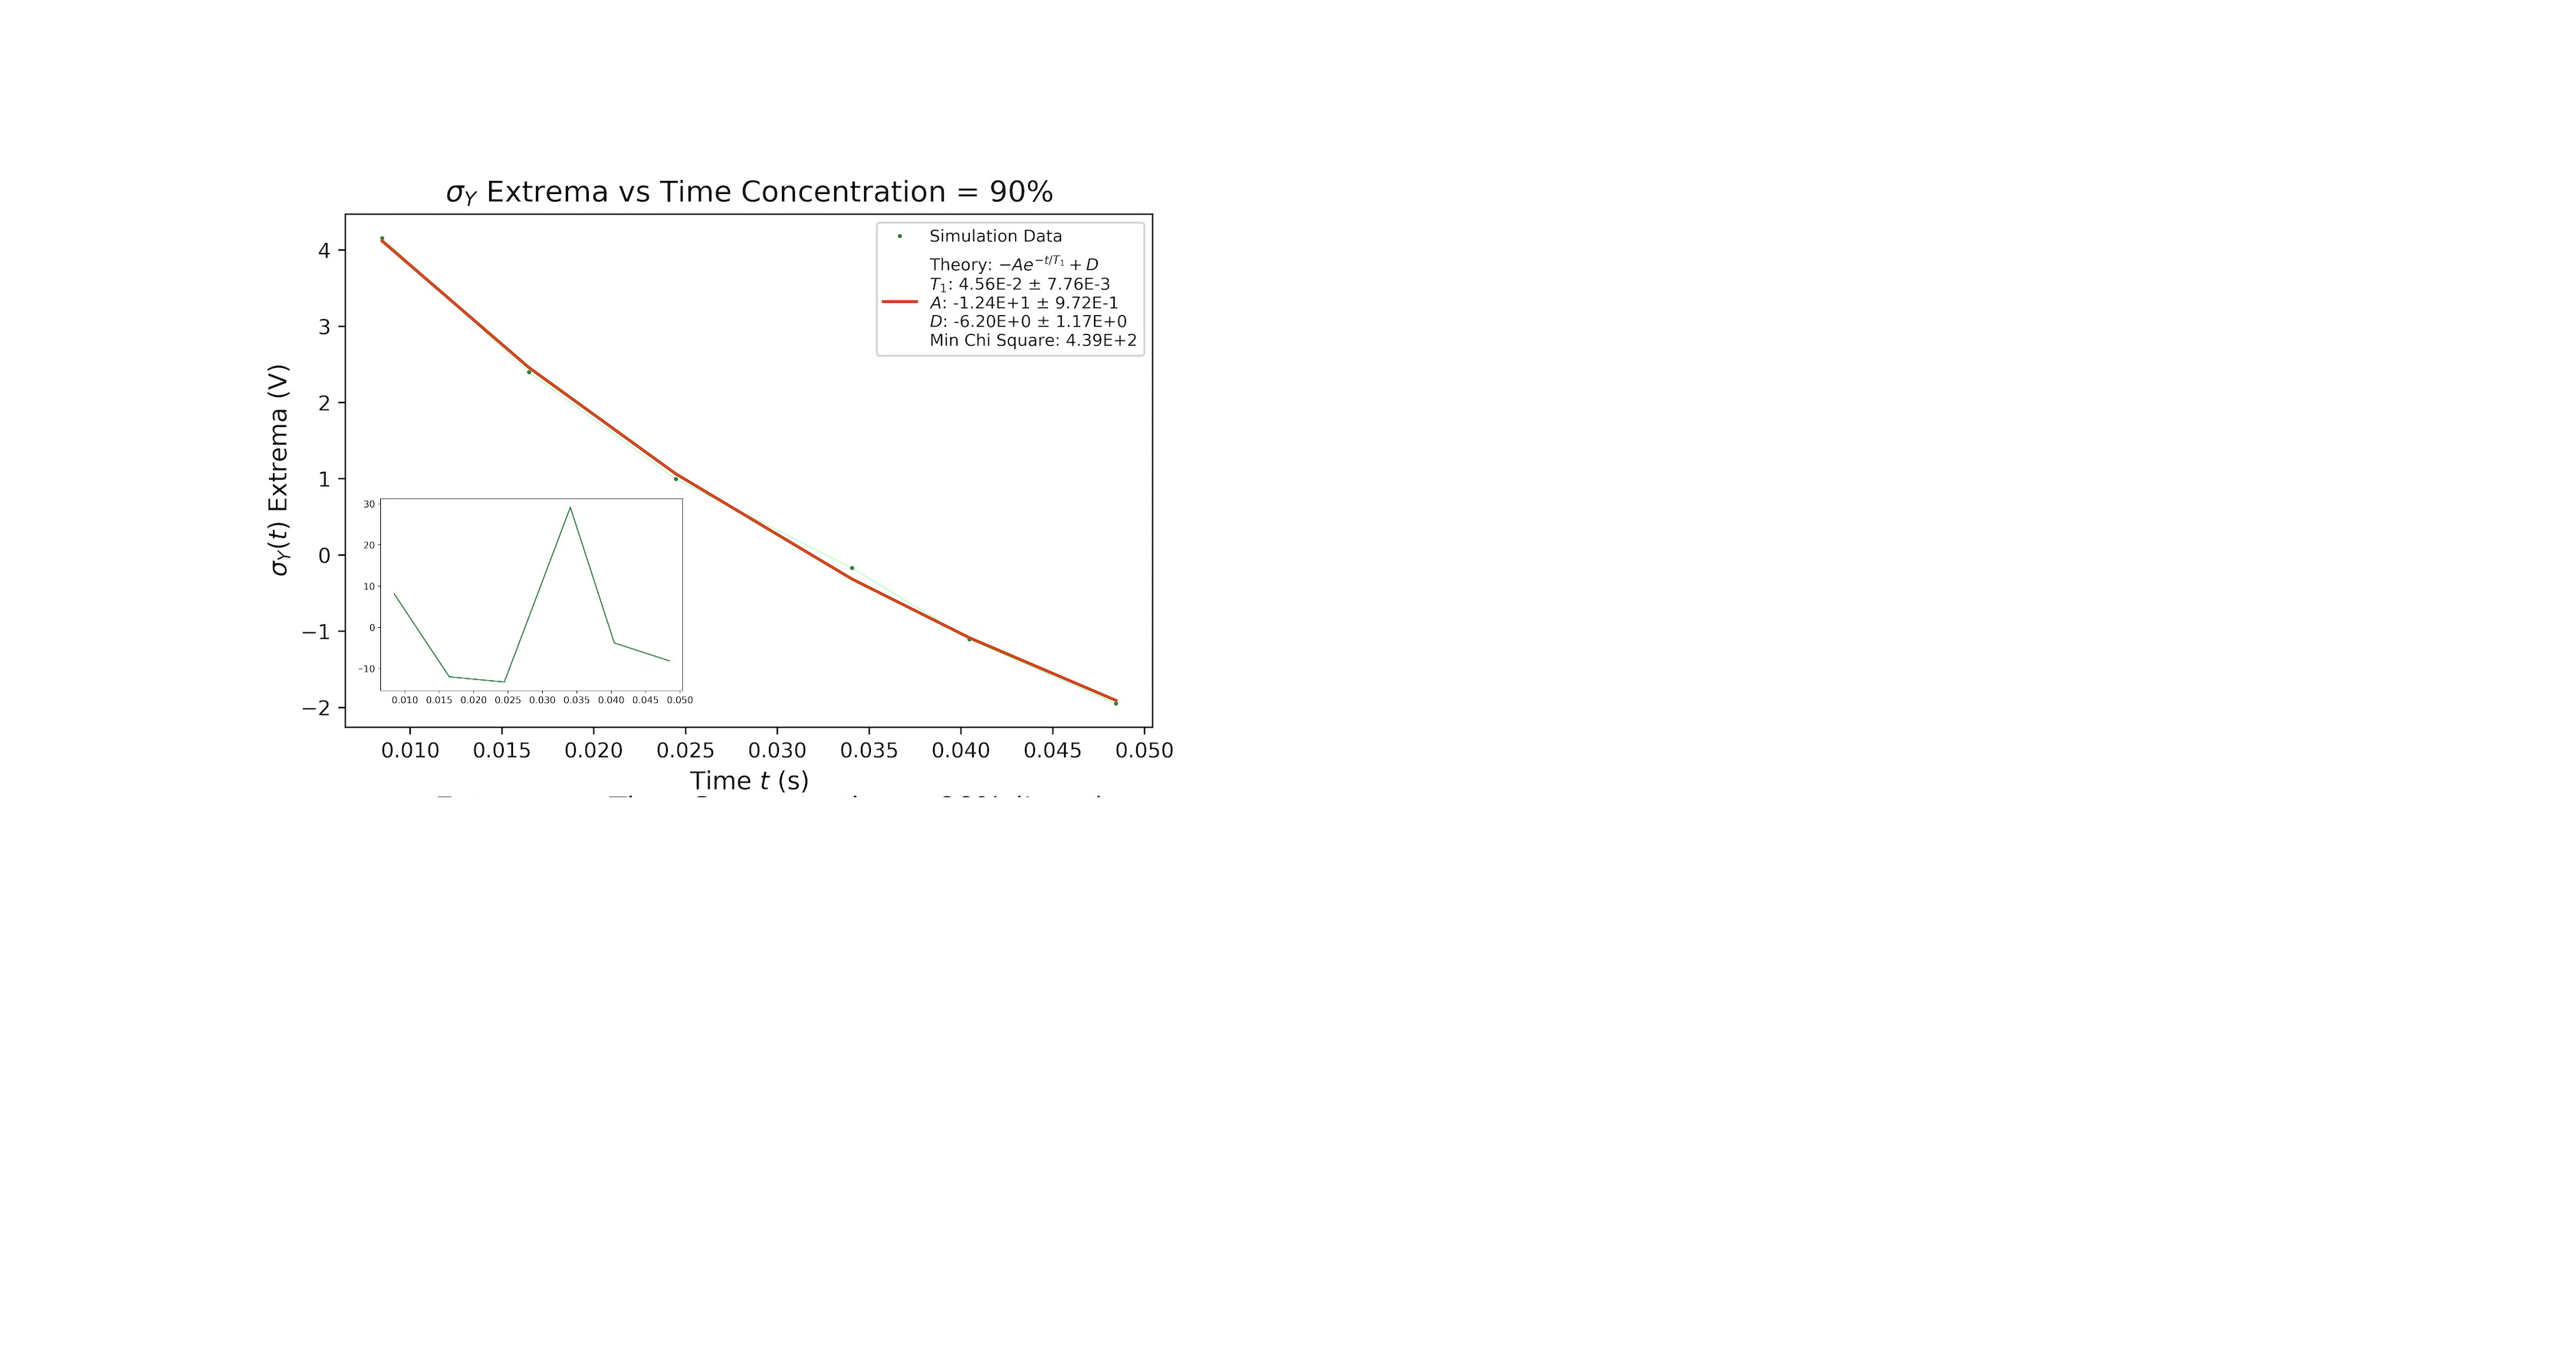 σ_Y Extrema vs Time Concentration = 90%
Simulation Data
Theory: −Ae^{−t/T₁} + D
T₁: 4.56E-2 ± 7.76E-3
A: -1.24E+1 ± 9.72E-1
D: -6.20E+0 ± 1.17E+0
Min Chi Square: 4.39E+2
σ_Y(t) Extrema (V)
4
3
2
1
0
−1
−2
30
20
10
0
−10
0.010 0.015 0.020 0.025 0.030 0.035 0.040 0.045 0.050
0.010 0.015 0.020 0.025 0.030 0.035 0.040 0.045 0.050
Time t (s)